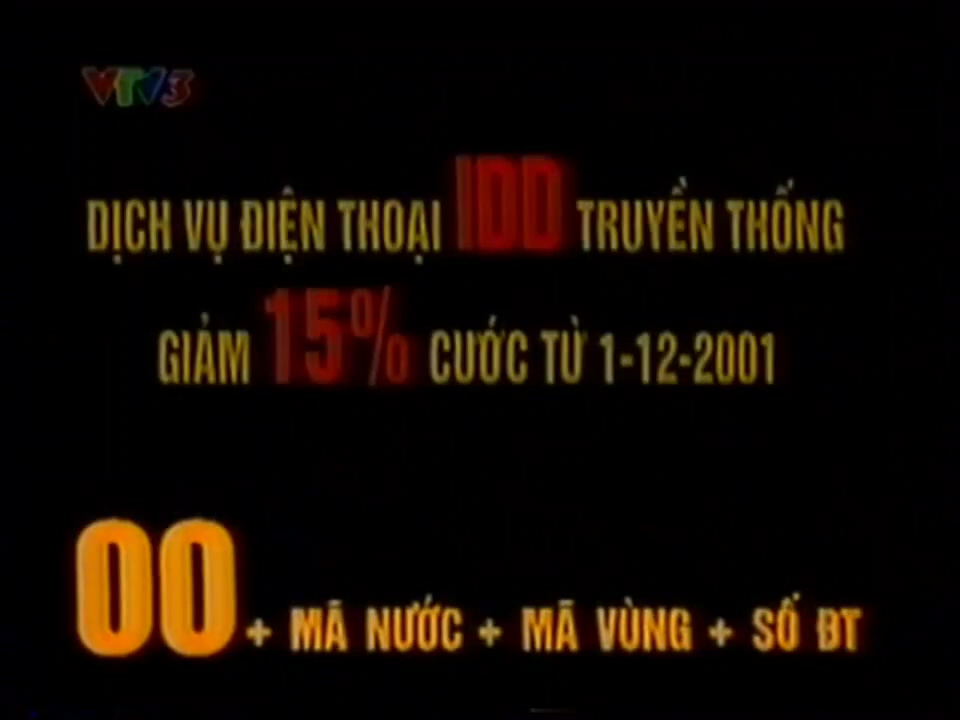 VTV3
DỊCH VỤ ĐIỆN THOẠI IDD TRUYỀN THỐNG
GIẢM 15% CƯỚC TỪ 1-12-2001
00 + MÃ NƯỚC + MÃ VÙNG + SỐ ĐT